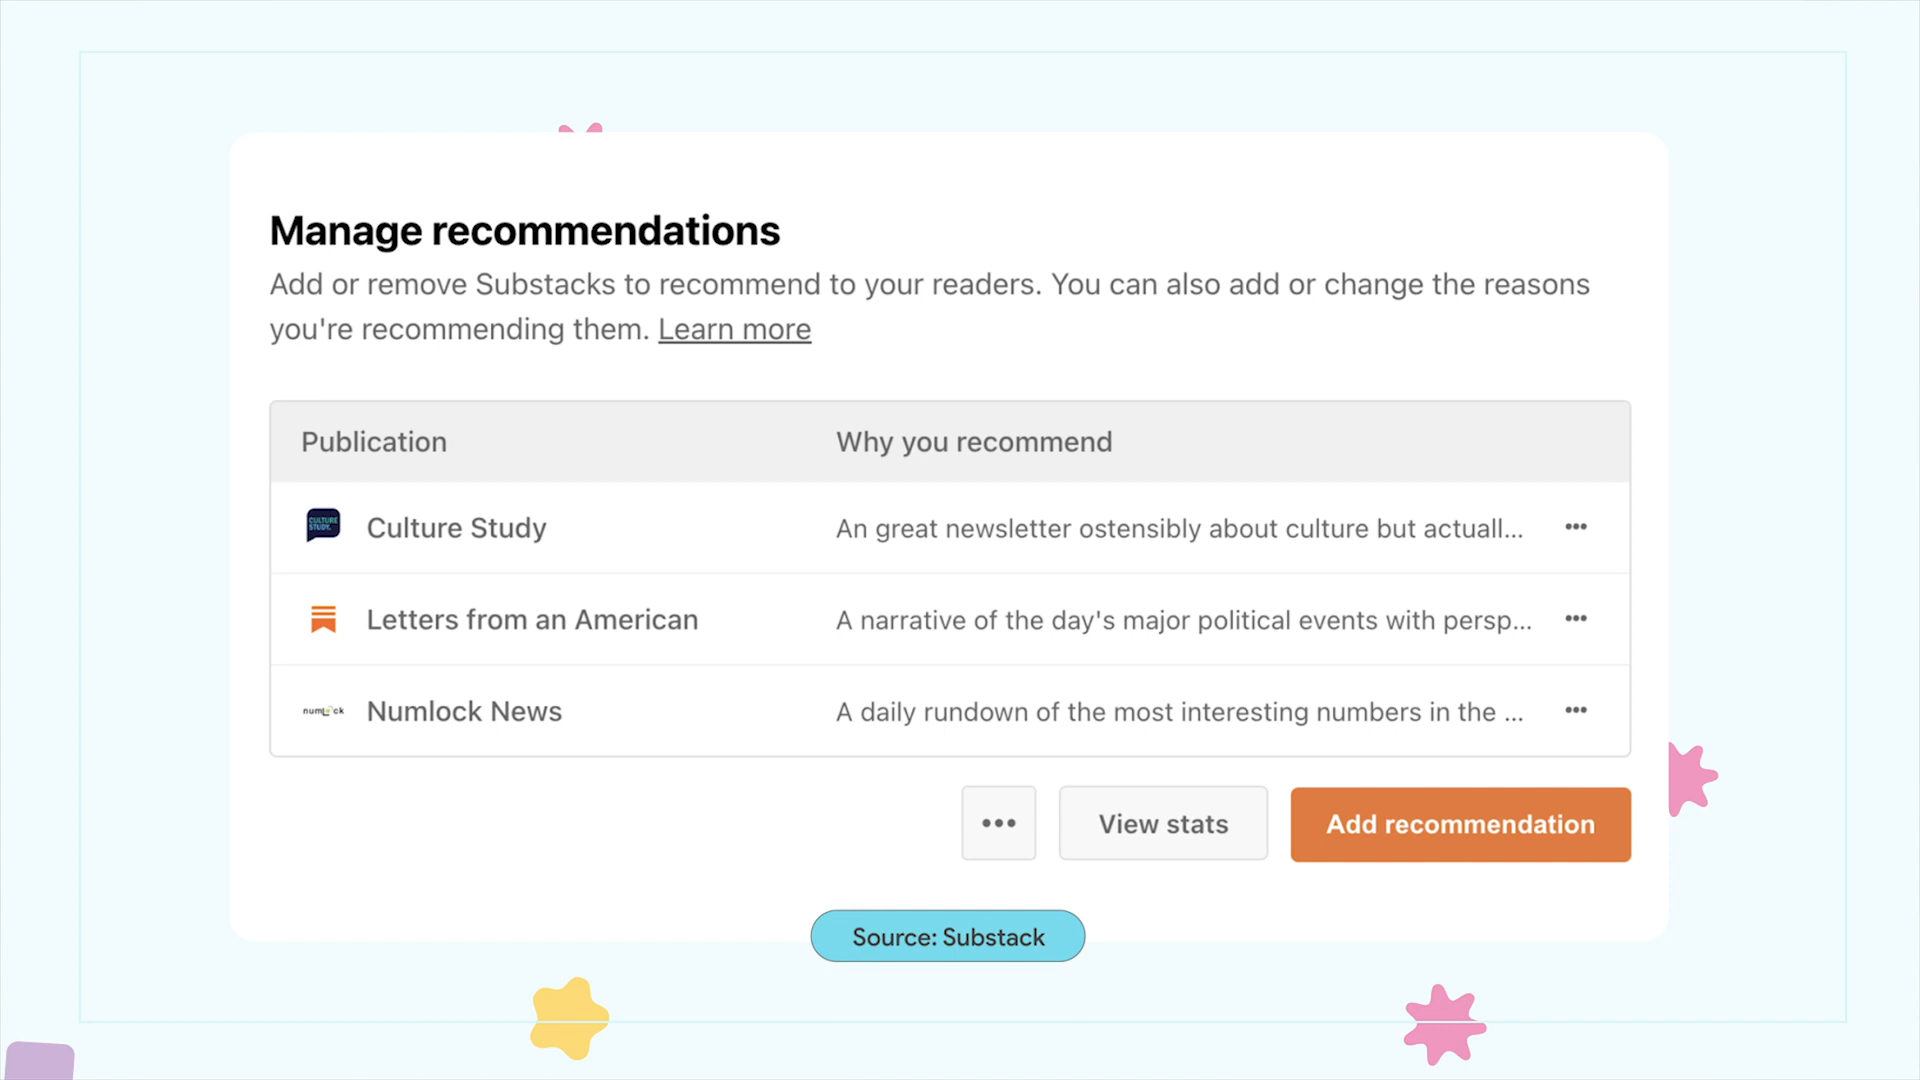 Manage recommendations
Add or remove Substacks to recommend to your readers. You can also add or change the reasons
you're recommending them. Learn more
Publication Why you recommend
CULTURE
STUDY.
Culture Study An great newsletter ostensibly about culture but actuall...
Letters from an American A narrative of the day's major political events with persp...
numlock Numlock News A daily rundown of the most interesting numbers in the ...
View stats Add recommendation
Source: Substack